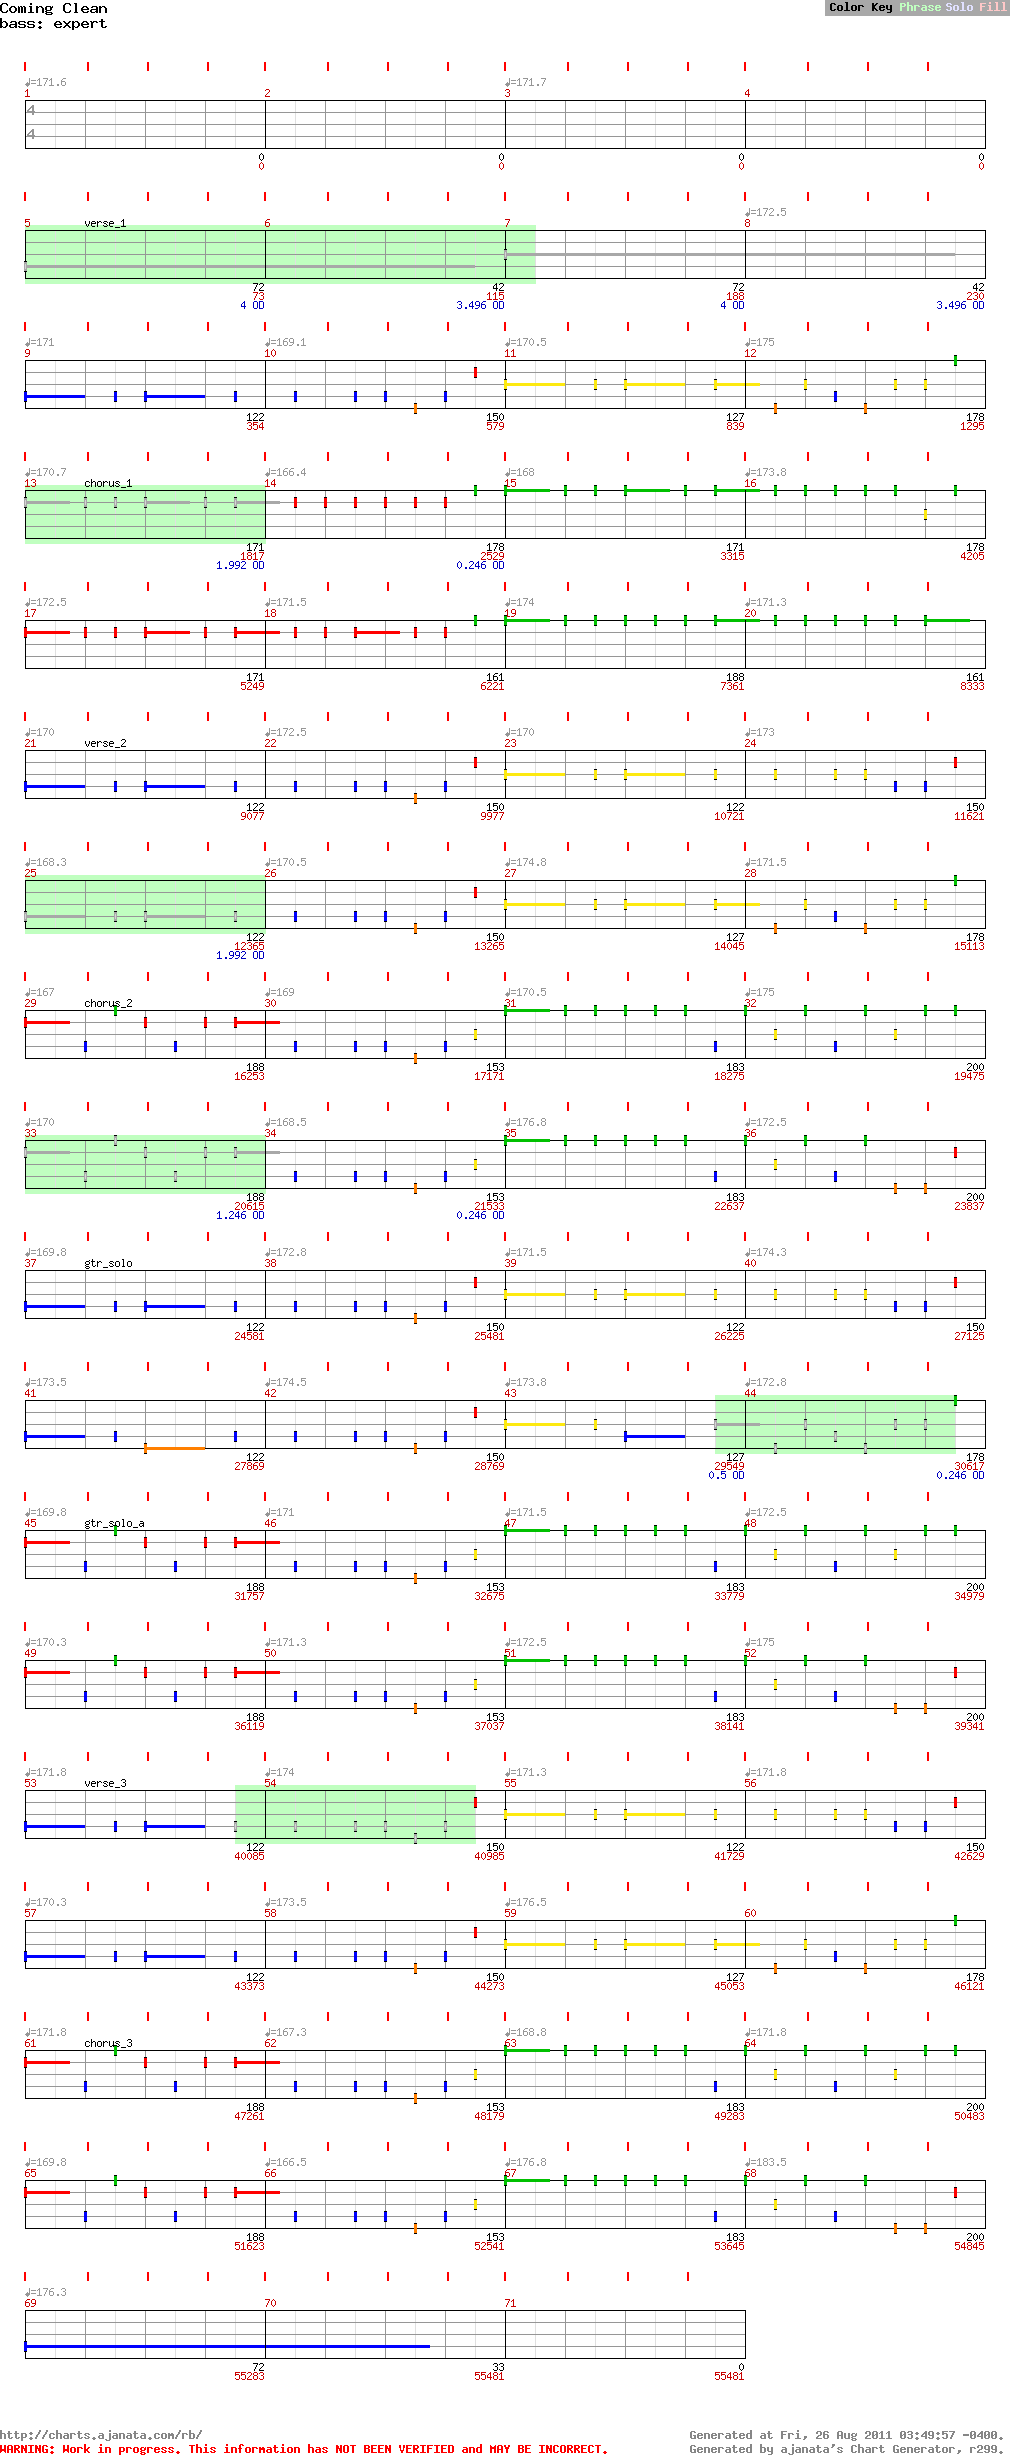 Coming Clean
bass: expert
Color Key Phrase Solo Fill
♩=171.6 ♩=171.7
1 2 3 4
4
4
0 0 0 0
0 0 0 0
♩=172.5
5 verse_1 6 7 8
72 42 72 42
73 115 188 230
4 OD 3.496 OD 4 OD 3.496 OD
♩=171 ♩=169.1 ♩=170.5 ♩=175
9 10 11 12
122 150 127 178
354 579 839 1295
♩=170.7 ♩=166.4 ♩=168 ♩=173.8
13 chorus_1 14 15 16
171 178 171 178
1817 2529 3315 4205
1.992 OD 0.246 OD
♩=172.5 ♩=171.5 ♩=174 ♩=171.3
17 18 19 20
171 161 188 161
5249 6221 7361 8333
♩=170 ♩=172.5 ♩=170 ♩=173
21 verse_2 22 23 24
122 150 122 150
9077 9977 10721 11621
♩=168.3 ♩=170.5 ♩=174.8 ♩=171.5
25 26 27 28
122 150 127 178
12365 13265 14045 15113
1.992 OD
♩=167 ♩=169 ♩=170.5 ♩=175
29 chorus_2 30 31 32
188 153 183 200
16253 17171 18275 19475
♩=170 ♩=168.5 ♩=176.8 ♩=172.5
33 34 35 36
188 153 183 200
20615 21533 22637 23837
1.246 OD 0.246 OD
♩=169.8 ♩=172.8 ♩=171.5 ♩=174.3
37 gtr_solo 38 39 40
122 150 122 150
24581 25481 26225 27125
♩=173.5 ♩=174.5 ♩=173.8 ♩=172.8
41 42 43 44
122 150 127 178
27869 28769 29549 30617
0.5 OD 0.246 OD
♩=169.8 ♩=171 ♩=171.5 ♩=172.5
45 gtr_solo_a 46 47 48
188 153 183 200
31757 32675 33779 34979
♩=170.3 ♩=171.3 ♩=172.5 ♩=175
49 50 51 52
188 153 183 200
36119 37037 38141 39341
♩=171.8 ♩=174 ♩=171.3 ♩=171.8
53 verse_3 54 55 56
122 150 122 150
40085 40985 41729 42629
♩=170.3 ♩=173.5 ♩=176.5
57 58 59 60
122 150 127 178
43373 44273 45053 46121
♩=171.8 ♩=167.3 ♩=168.8 ♩=171.8
61 chorus_3 62 63 64
188 153 183 200
47261 48179 49283 50483
♩=169.8 ♩=166.5 ♩=176.8 ♩=183.5
65 66 67 68
188 153 183 200
51623 52541 53645 54845
♩=176.3
69 70 71
72 33 0
55283 55481 55481
http://charts.ajanata.com/rb/ Generated at Fri, 26 Aug 2011 03:49:57 -0400.
WARNING: Work in progress. This information has NOT BEEN VERIFIED and MAY BE INCORRECT. Generated by ajanata's Chart Generator, r299.